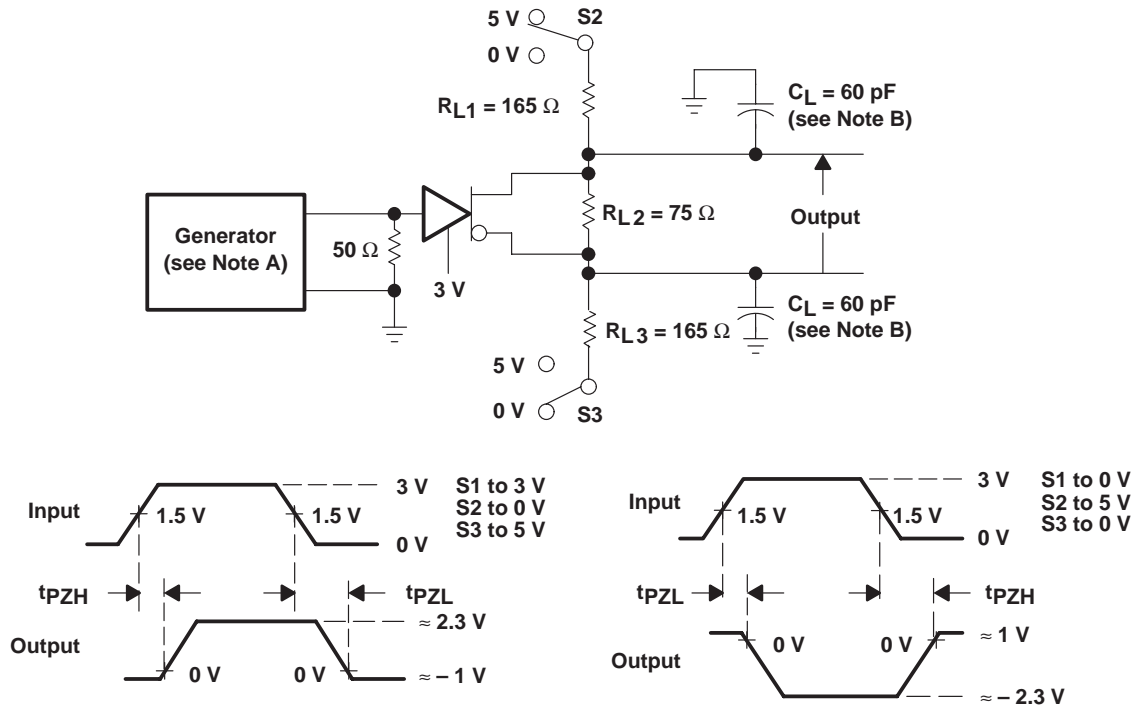 5 V
S2
0 V
RL1 = 165 Ω
CL = 60 pF
(see Note B)
Generator
(see Note A)
50 Ω
3 V
RL2 = 75 Ω
Output
CL = 60 pF
(see Note B)
RL3 = 165 Ω
5 V
0 V
S3
Input
1.5 V
1.5 V
3 V
0 V
S1 to 3 V
S2 to 0 V
S3 to 5 V
tPZH
tPZL
Output
0 V
0 V
≈ 2.3 V
≈ – 1 V
Input
1.5 V
1.5 V
3 V
0 V
S1 to 0 V
S2 to 5 V
S3 to 0 V
tPZL
tPZH
Output
0 V
0 V
≈ 1 V
≈ – 2.3 V